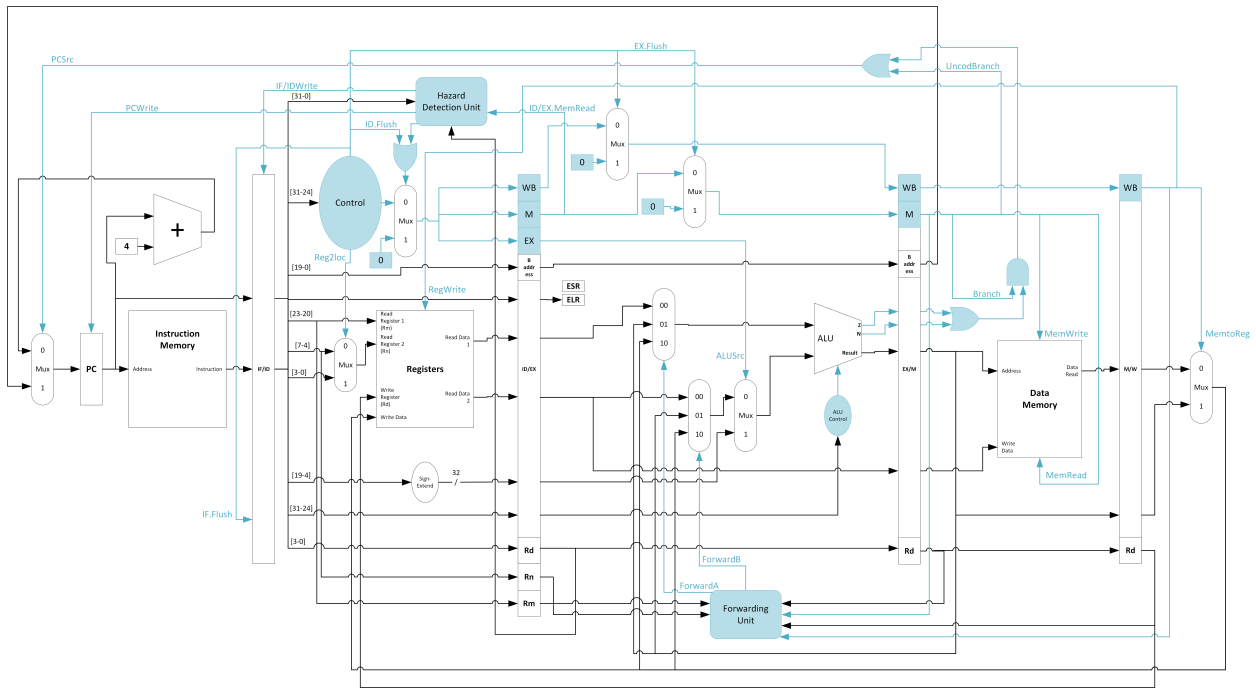 EX.Flush
PCSrc
UncodBranch
IF/IDWrite
[31-0]
Hazard
Detection Unit
ID/EX.MemRead
PCWrite
ID.Flush
0
Mux
1
0
[31-24]
Control
0
Mux
1
0
WB
M
EX
B
addr
ess
0
Mux
1
0
WB
M
B
addr
ess
WB
+
4
Reg2loc
[19-0]
RegWrite
ESR
ELR
Branch
[23-20]
[7-4]
[3-0]
Read
Register 1
(Rm)
Read
Register 2
(Rn)
Read Data
1
Registers
Write
Register
(Rd)
Read Data
2
Write Data
0
Mux
1
Instruction
Memory
Address
Instruction
0
Mux
1
PC
IF/ID
ID/EX
00
01
10
00
01
10
ALUSrc
0
Mux
1
ALU
Z
N
Result
ALU
Control
EX/M
MemWrite
Address
Data
Read
Data
Memory
Write
Data
MemRead
M/W
MemtoReg
0
Mux
1
[19-4]
Sign-
Extend
32
/
IF.Flush
[31-24]
[3-0]
Rd
Rn
Rm
Rd
Rd
ForwardB
ForwardA
Forwarding
Unit